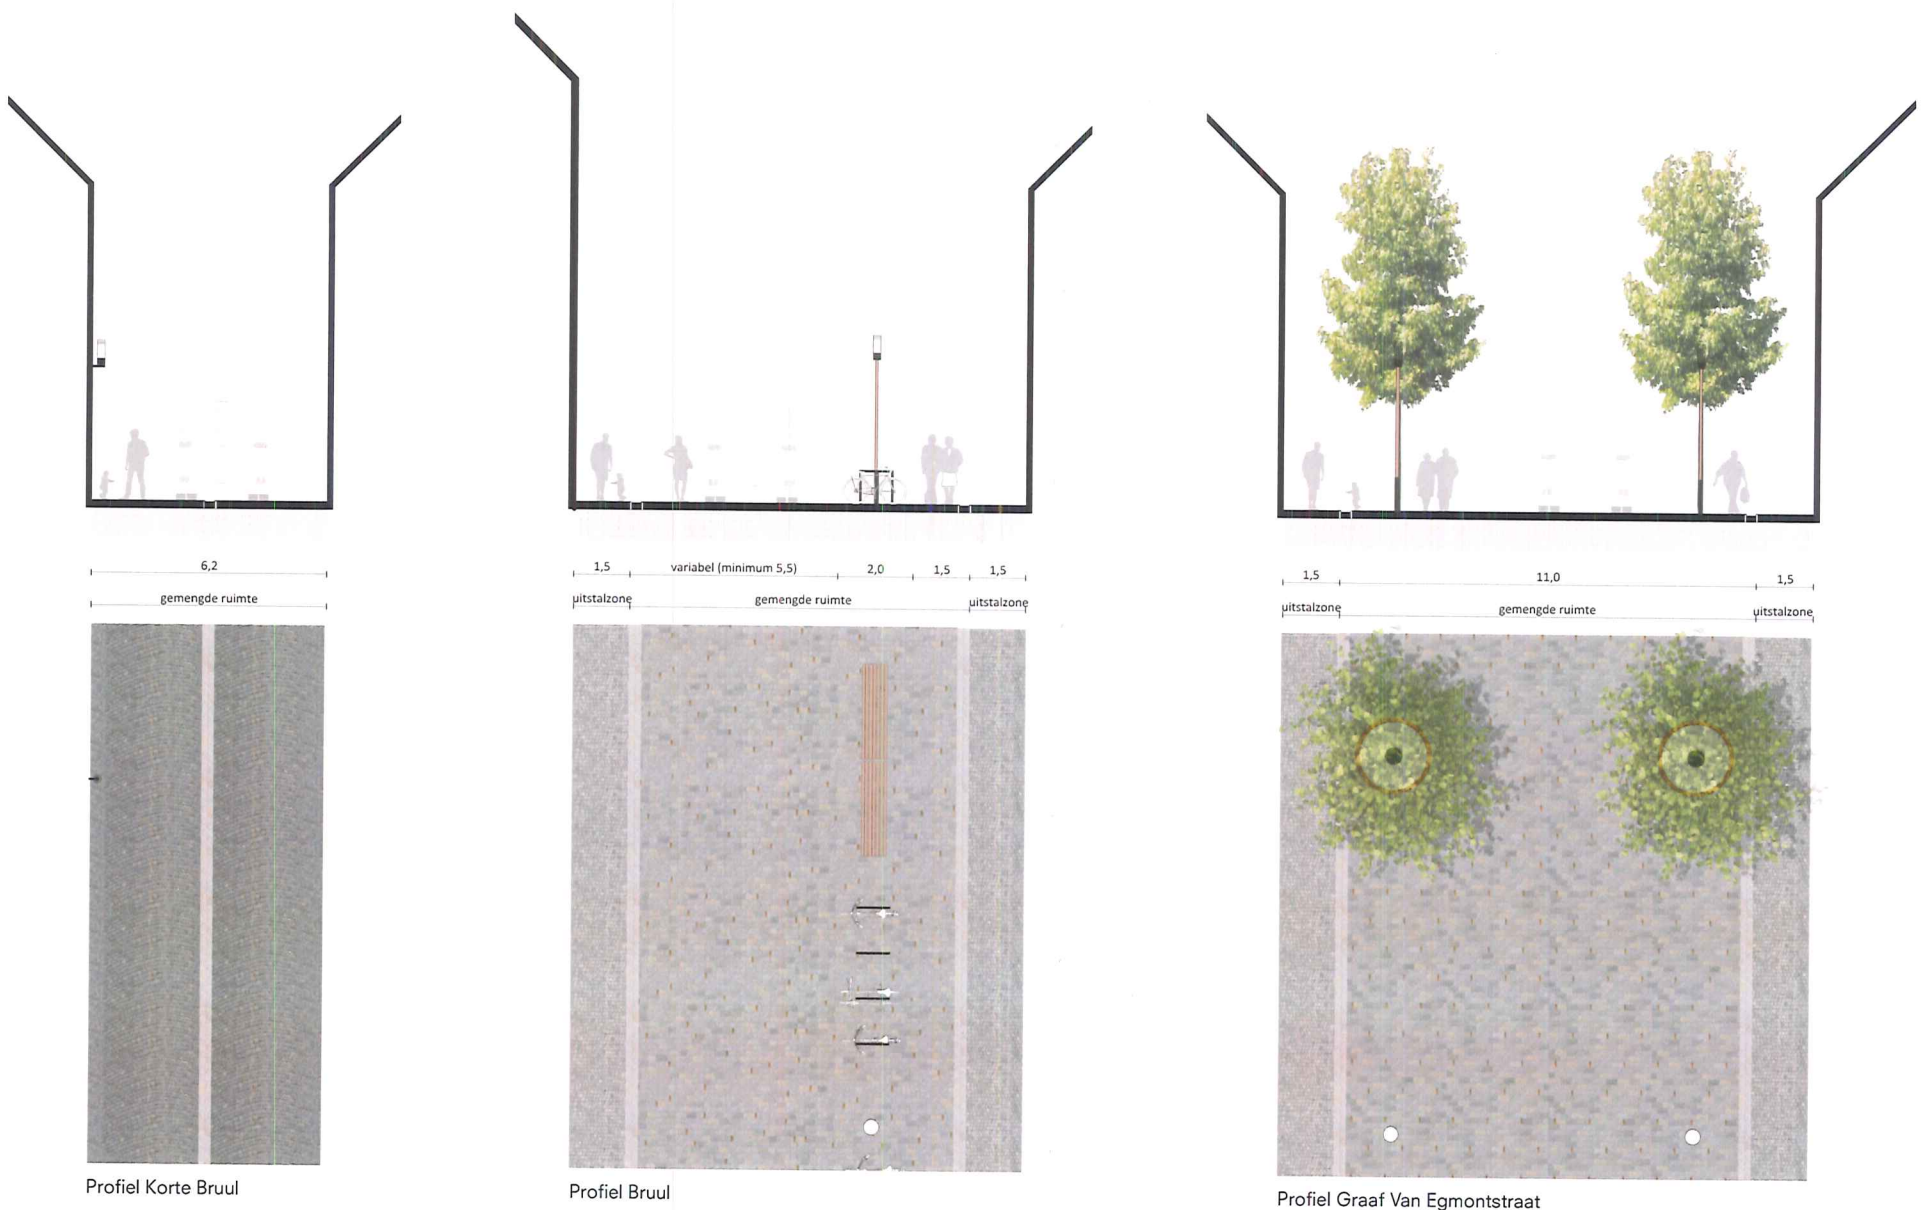 6,2
gemengde ruimte
1,5 variabel (minimum 5,5) 2,0 1,5 1,5
uitstalzone gemengde ruimte uitstalzone
1,5 11,0 1,5
uitstalzone gemengde ruimte uitstalzone
Profiel Korte Bruul
Profiel Bruul
Profiel Graaf Van Egmontstraat